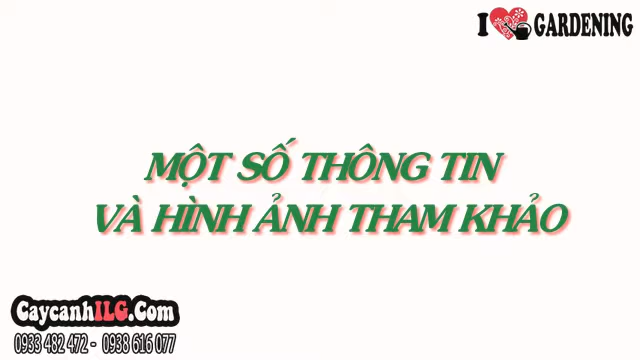 I GARDENING
MỘT SỐ THÔNG TIN
VÀ HÌNH ẢNH THAM KHẢO
CaycanhILG.Com
0933 482 472 - 0938 616 077